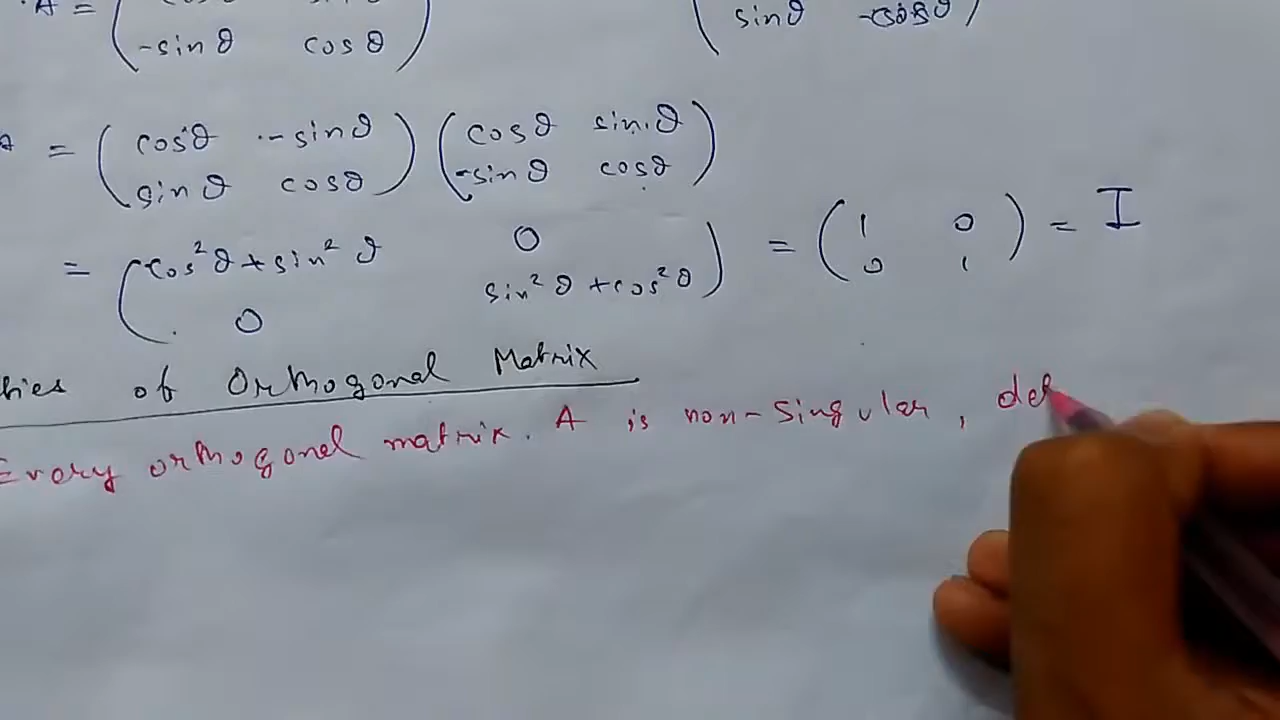 A =
-sin θ cos θ
sin θ -cos θ
= ( cos θ -sin θ ) ( cos θ sin θ )
sin θ cos θ -sin θ cos θ
= ( cos² θ + sin² θ 0 ) = ( 1 0 ) = I
0 sin² θ + cos² θ 0 1
of Orthogonal Matrix
Every orthogonal matrix. A is non-singular, det